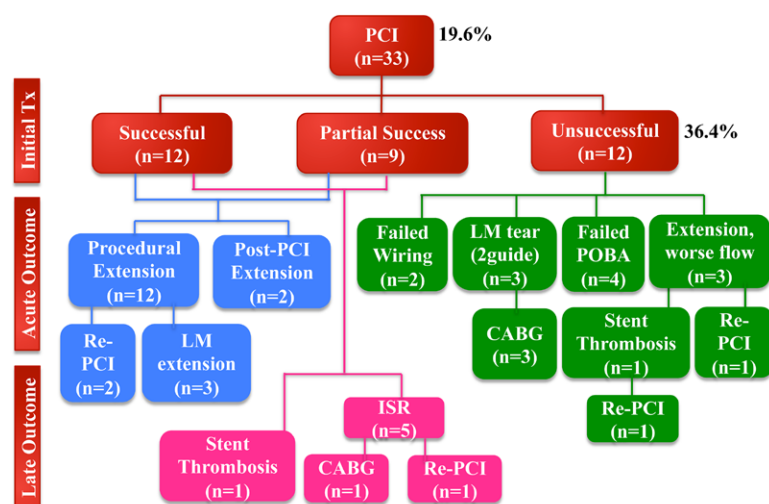 PCI
(n=33)
19.6%
Initial Tx
Successful
(n=12)
Partial Success
(n=9)
Unsuccessful
(n=12)
36.4%
Acute Outcome
Procedural
Extension
(n=12)
Post-PCI
Extension
(n=2)
Failed
Wiring
(n=2)
LM tear
(2guide)
(n=3)
Failed
POBA
(n=4)
Extension,
worse flow
(n=3)
Re-
PCI
(n=2)
LM
extension
(n=3)
CABG
(n=3)
Stent
Thrombosis
(n=1)
Re-
PCI
(n=1)
Late Outcome
Re-PCI
(n=1)
ISR
(n=5)
Stent
Thrombosis
(n=1)
CABG
(n=1)
Re-PCI
(n=1)